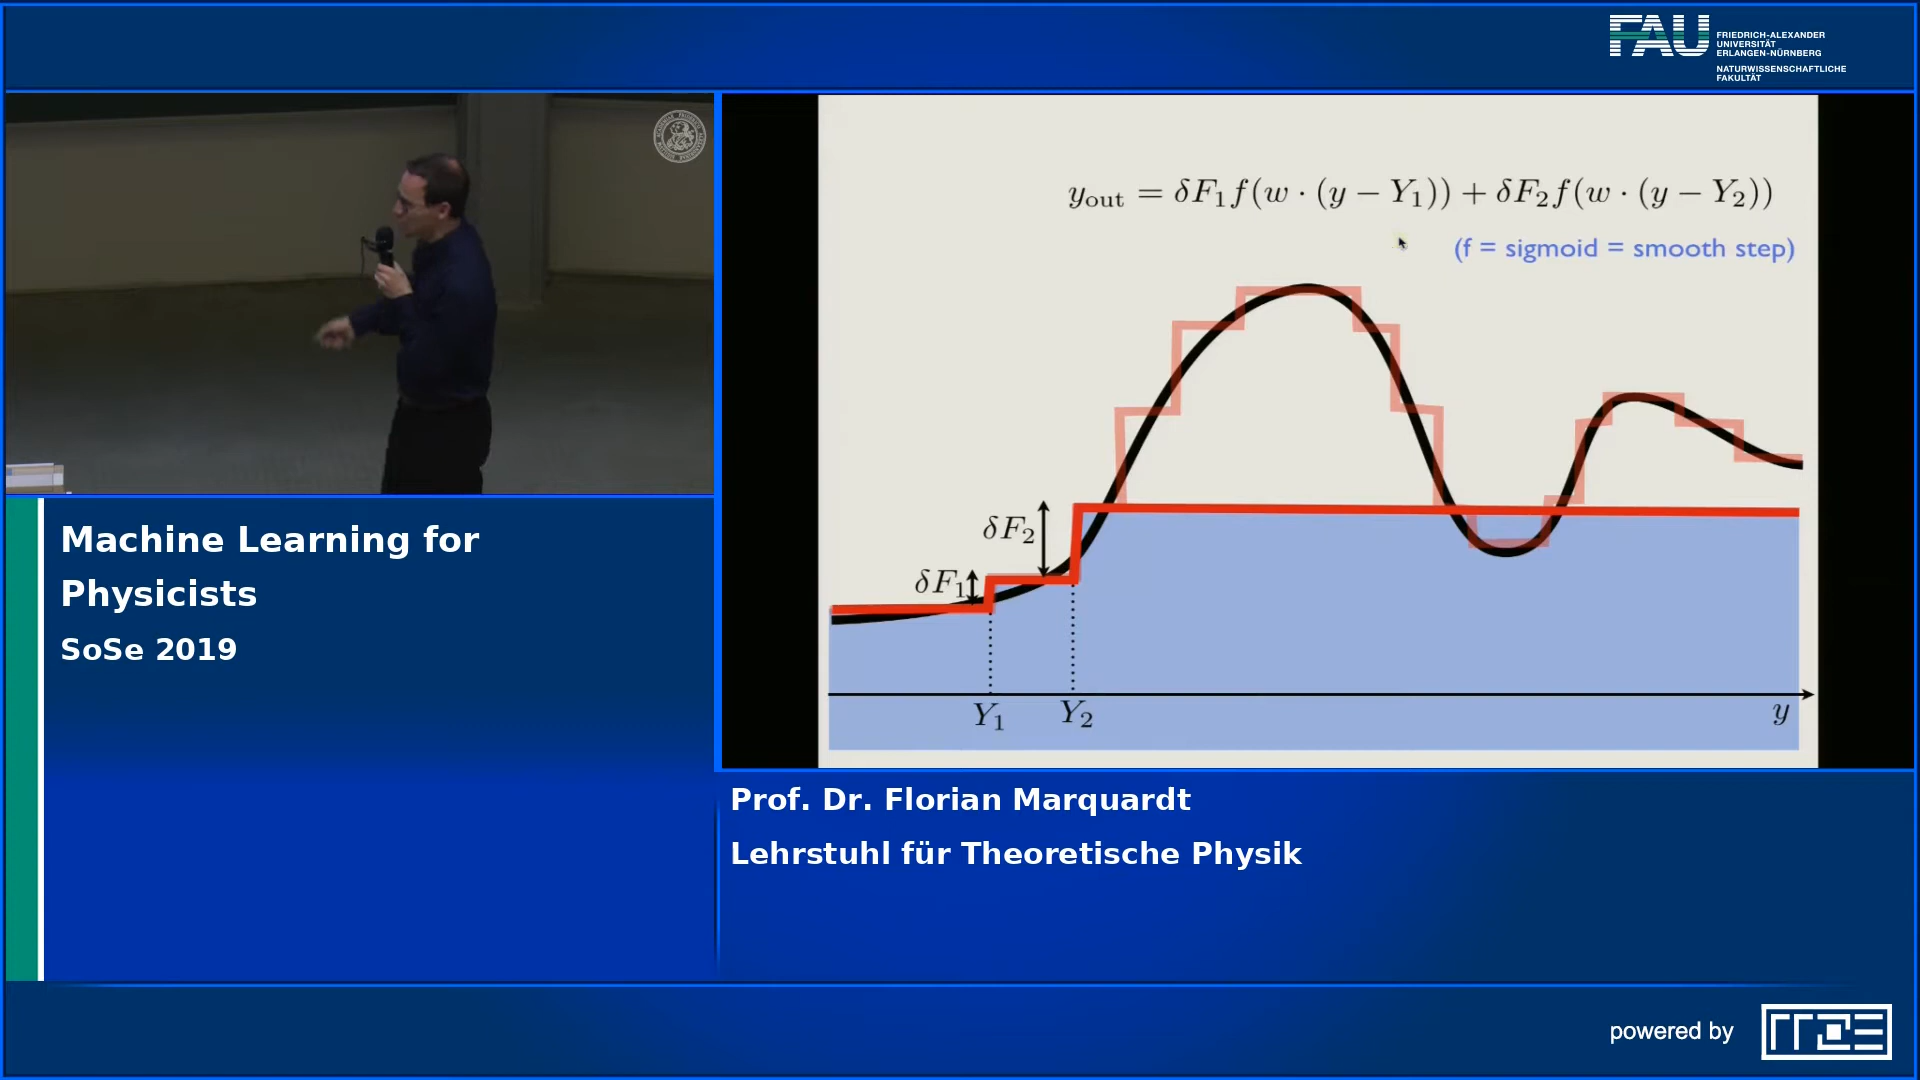 FAU
FRIEDRICH-ALEXANDER
UNIVERSITÄT
ERLANGEN-NÜRNBERG
NATURWISSENSCHAFTLICHE
FAKULTÄT
y_out = δF₁f(w · (y − Y₁)) + δF₂f(w · (y − Y₂))
(f = sigmoid = smooth step)
δF₂
δF₁
Y₁
Y₂
y
Machine Learning for
Physicists
SoSe 2019
Prof. Dr. Florian Marquardt
Lehrstuhl für Theoretische Physik
powered by